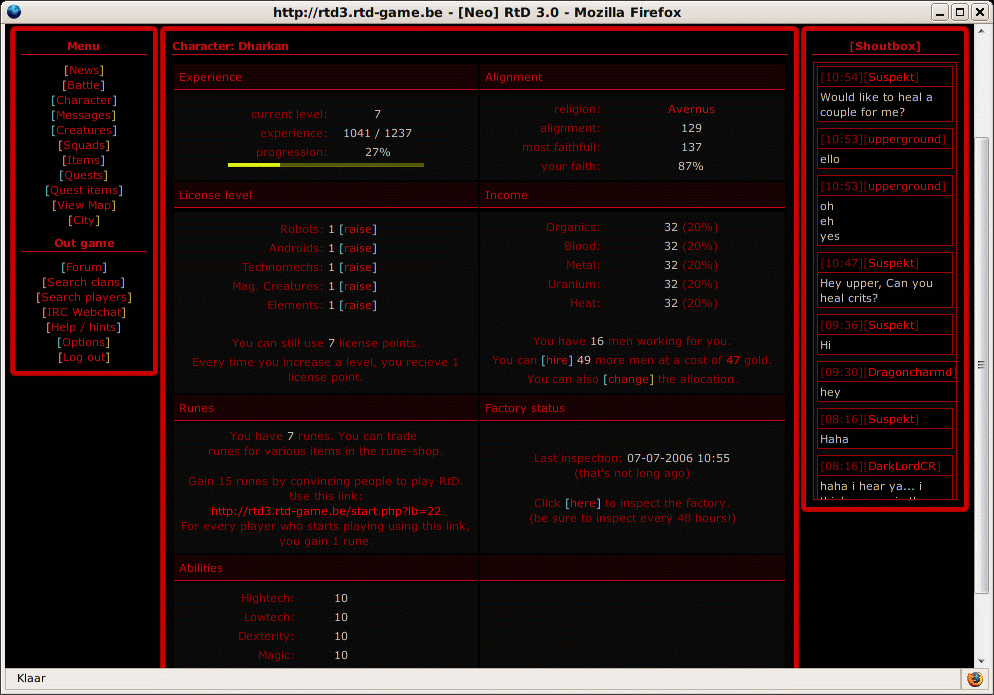 http://rtd3.rtd-game.be - [Neo] RtD 3.0 - Mozilla Firefox
Menu
[News]
[Battle]
[Character]
[Messages]
[Creatures]
[Squads]
[Items]
[Quests]
[Quest items]
[View Map]
[City]
Out game
[Forum]
[Search clans]
[Search players]
[IRC Webchat]
[Help / hints]
[Options]
[Log out]
Character: Dharkan
Experience
current level: 7
experience: 1041 / 1237
progression: 27%
Alignment
religion: Avernus
alignment: 129
most faithfull: 137
your faith: 87%
License level
Robots: 1 [raise]
Androids: 1 [raise]
Technomechs: 1 [raise]
Mag. Creatures: 1 [raise]
Elements: 1 [raise]
You can still use 7 license points.
Every time you increase a level, you recieve 1
license point.
Income
Organics: 32 (20%)
Blood: 32 (20%)
Metal: 32 (20%)
Uranium: 32 (20%)
Heat: 32 (20%)
You have 16 men working for you.
You can [hire] 49 more men at a cost of 47 gold.
You can also [change] the allocation.
Runes
You have 7 runes. You can trade
runes for various items in the rune-shop.
Gain 15 runes by convincing people to play RtD.
Use this link:
http://rtd3.rtd-game.be/start.php?lb=22
For every player who starts playing using this link,
you gain 1 rune.
Factory status
Last inspection: 07-07-2006 10:55
(that's not long ago)
Click [here] to inspect the factory.
(be sure to inspect every 48 hours!)
Abilities
Hightech: 10
Lowtech: 10
Dexterity: 10
Magic: 10
[Shoutbox]
[10:54][Suspekt]
Would like to heal a
couple for me?
[10:53][upperground]
ello
[10:53][upperground]
oh
eh
yes
[10:47][Suspekt]
Hey upper, Can you
heal crits?
[09:36][Suspekt]
Hi
[09:30][Dragoncharmd]
hey
[08:16][Suspekt]
Haha
[08:16][DarkLordCR]
haha i hear ya... i
Klaar